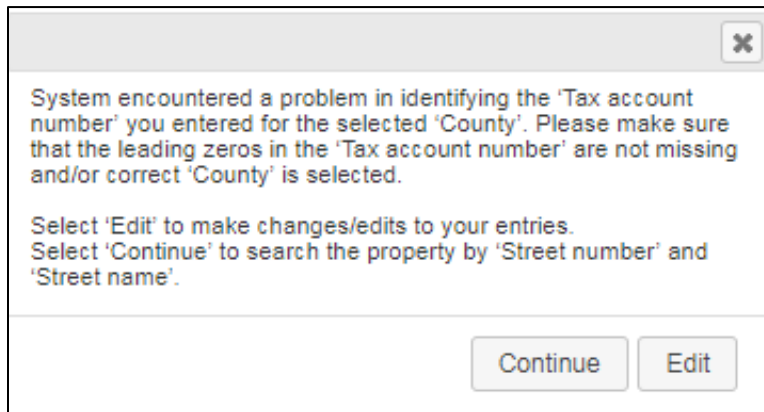 System encountered a problem in identifying the ‘Tax account
number’ you entered for the selected ‘County’. Please make sure
that the leading zeros in the ‘Tax account number’ are not missing
and/or correct ‘County’ is selected.
Select ‘Edit’ to make changes/edits to your entries.
Select ‘Continue’ to search the property by ‘Street number’ and
‘Street name’.
Continue Edit